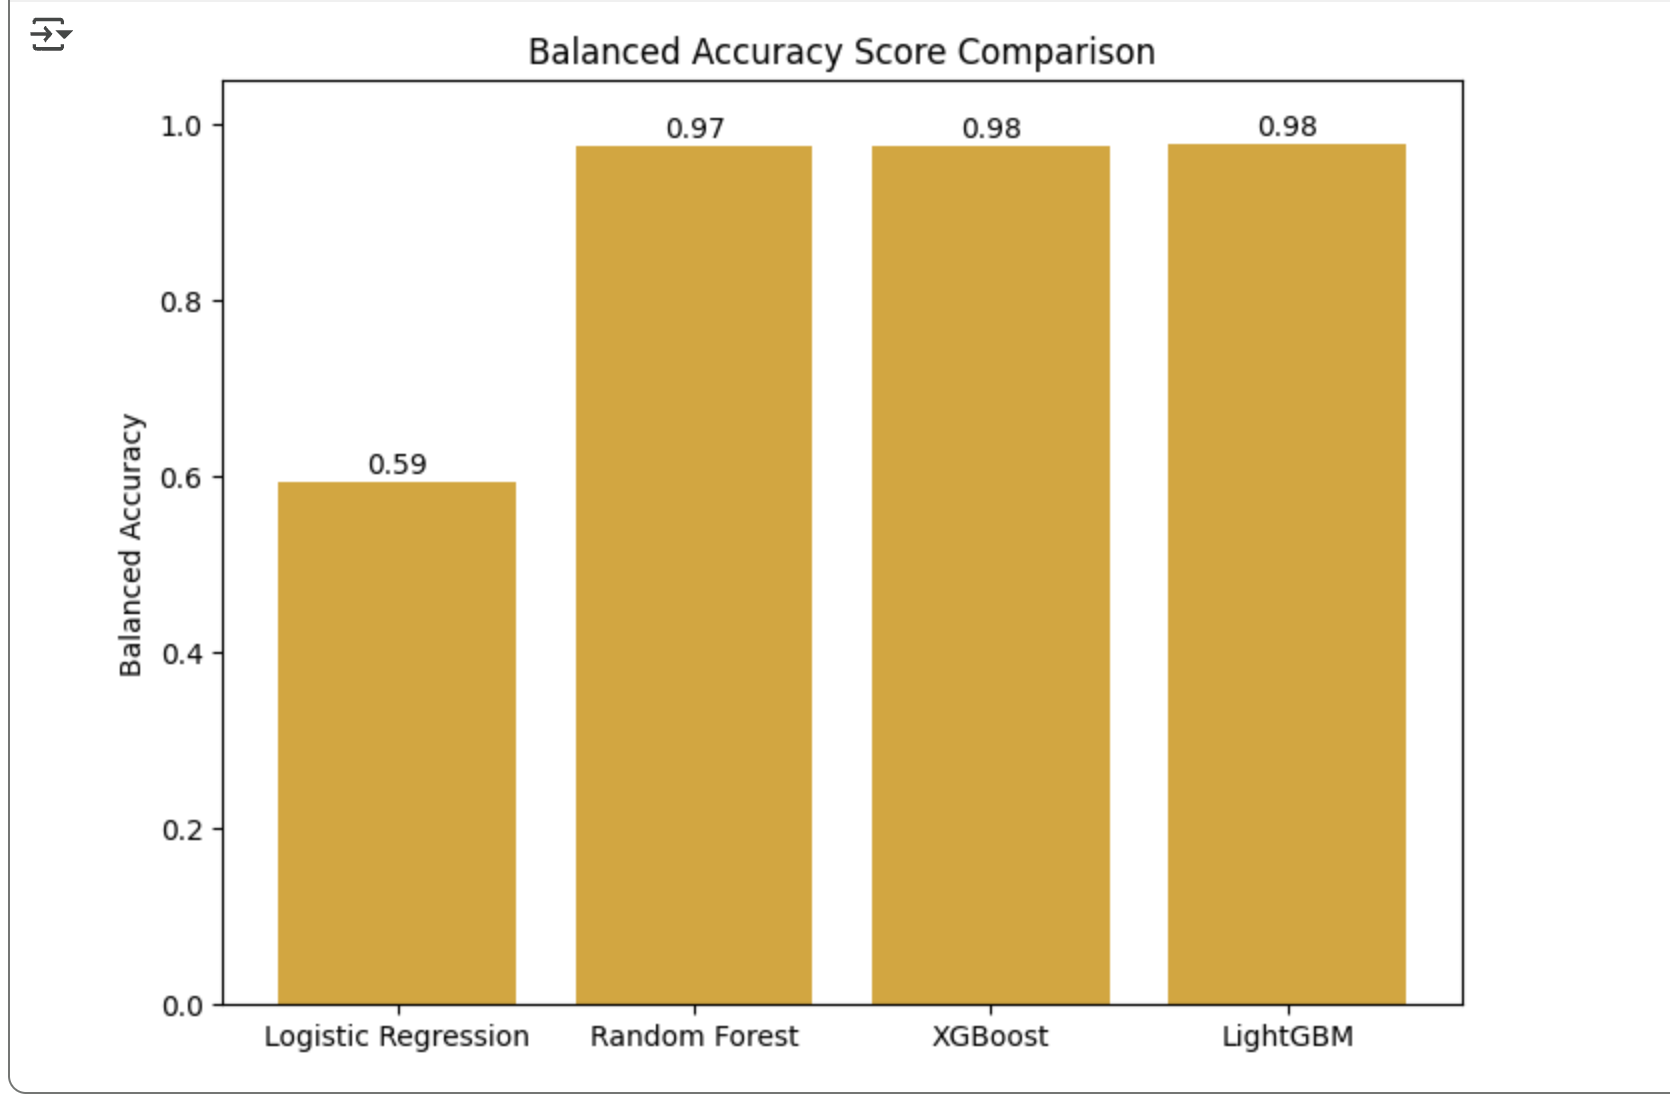 Balanced Accuracy Score Comparison
Balanced Accuracy
1.0
0.8
0.6
0.4
0.2
0.0
0.59
0.97
0.98
0.98
Logistic Regression
Random Forest
XGBoost
LightGBM